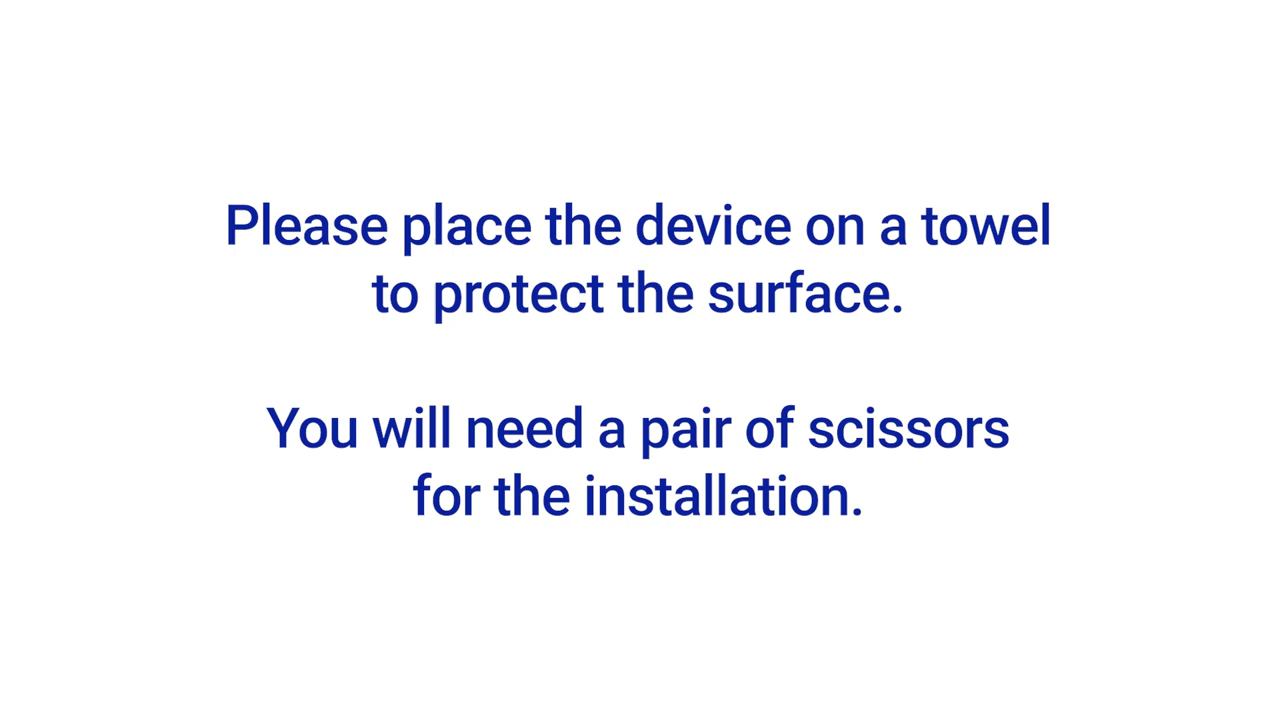 Please place the device on a towel
to protect the surface.
You will need a pair of scissors
for the installation.